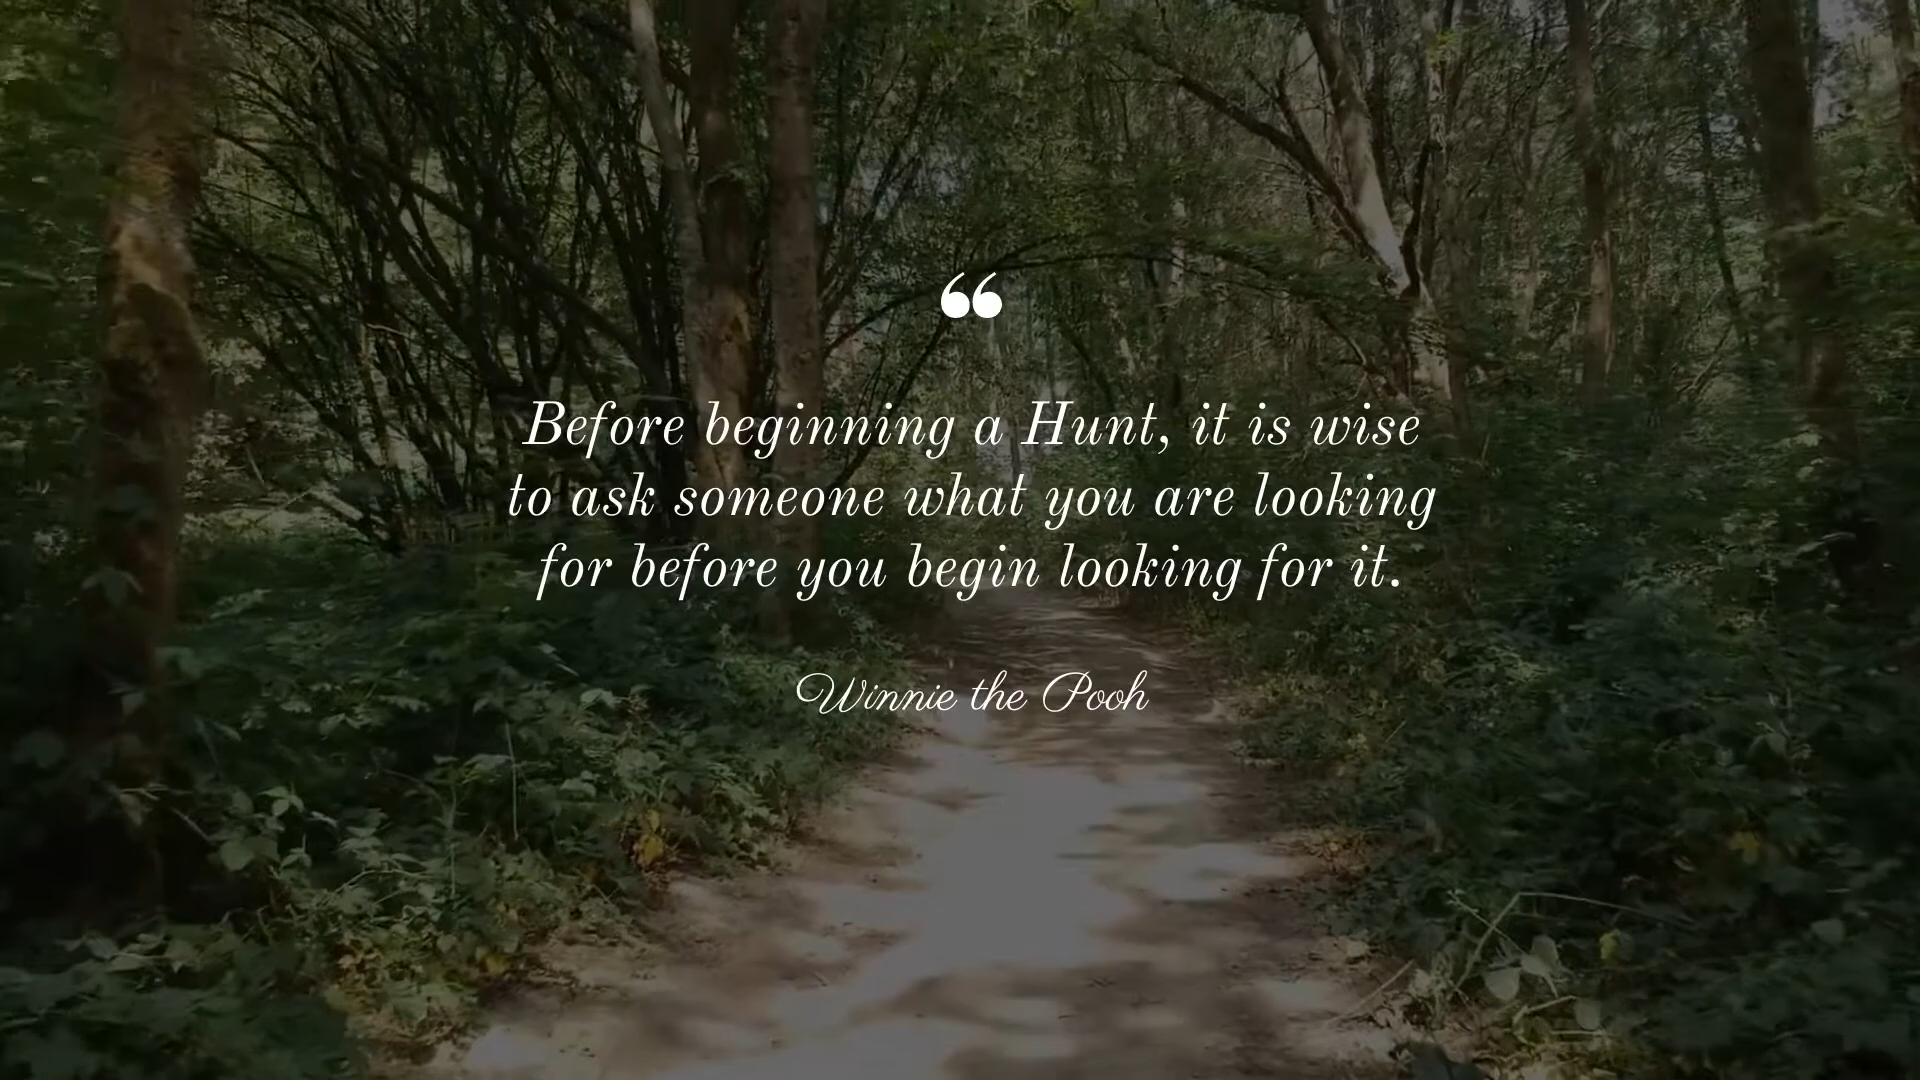 “
Before beginning a Hunt, it is wise
to ask someone what you are looking
for before you begin looking for it.
Winnie the Pooh